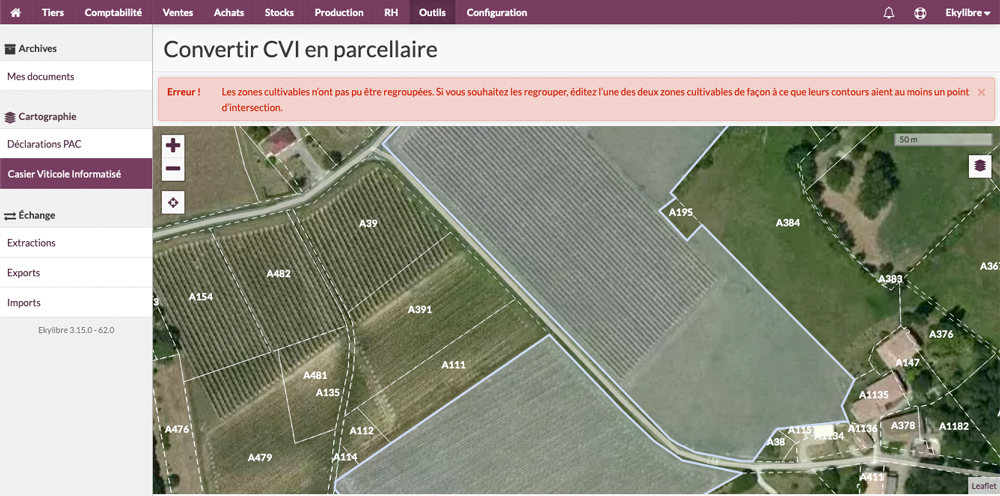 Tiers Comptabilité Ventes Achats Stocks Production RH Outils Configuration Ekylibre
Archives
Mes documents
Cartographie
Déclarations PAC
Casier Viticole Informatisé
Échange
Extractions
Exports
Imports
Ekylibre 3.15.0 - 62.0
Convertir CVI en parcellaire
Erreur ! Les zones cultivables n'ont pas pu être regroupées. Si vous souhaitez les regrouper, éditez l'une des deux zones cultivables de façon à ce que leurs contours aient au moins un point
d'intersection.
50 m
A195
A384
A39
A482
A154
A383
A367
A391
A376
A147
A111
A481
A135
A1135
A476
A112
A378
A1182
A115
A1134
A1136
A38
A479
A114
A411
Leaflet